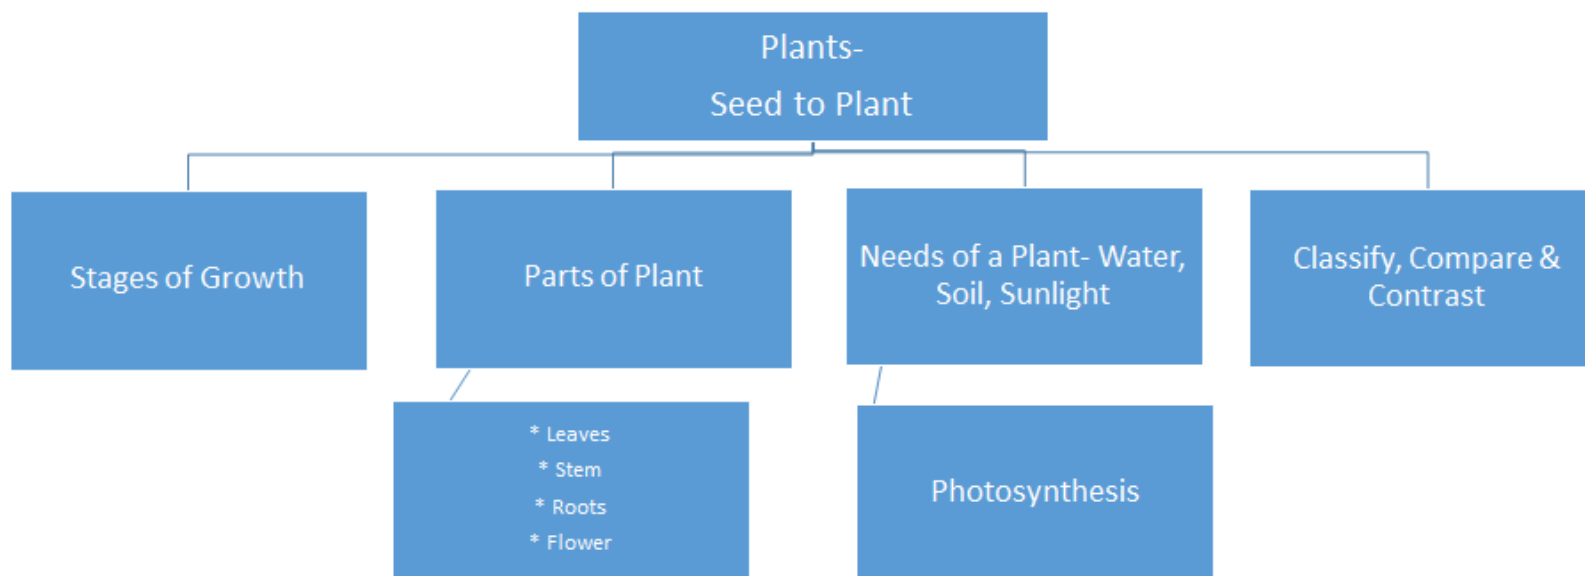 Plants-
Seed to Plant
Stages of Growth
Parts of Plant
Needs of a Plant- Water,
Soil, Sunlight
Classify, Compare &
Contrast
* Leaves
* Stem
* Roots
* Flower
Photosynthesis